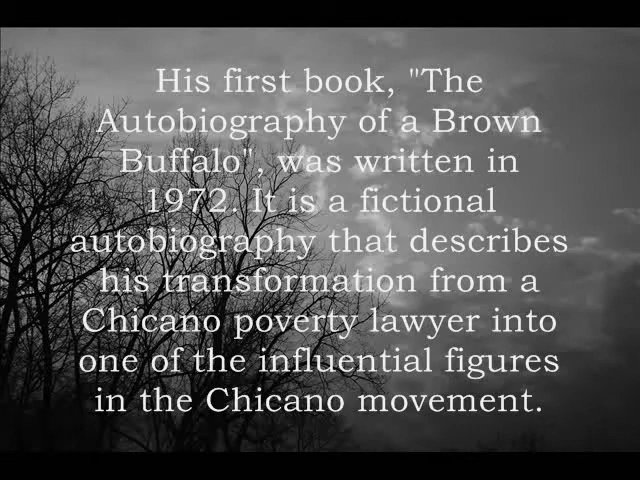 His first book, "The
Autobiography of a Brown
Buffalo", was written in
1972. It is a fictional
autobiography that describes
his transformation from a
Chicano poverty lawyer into
one of the influential figures
in the Chicano movement.